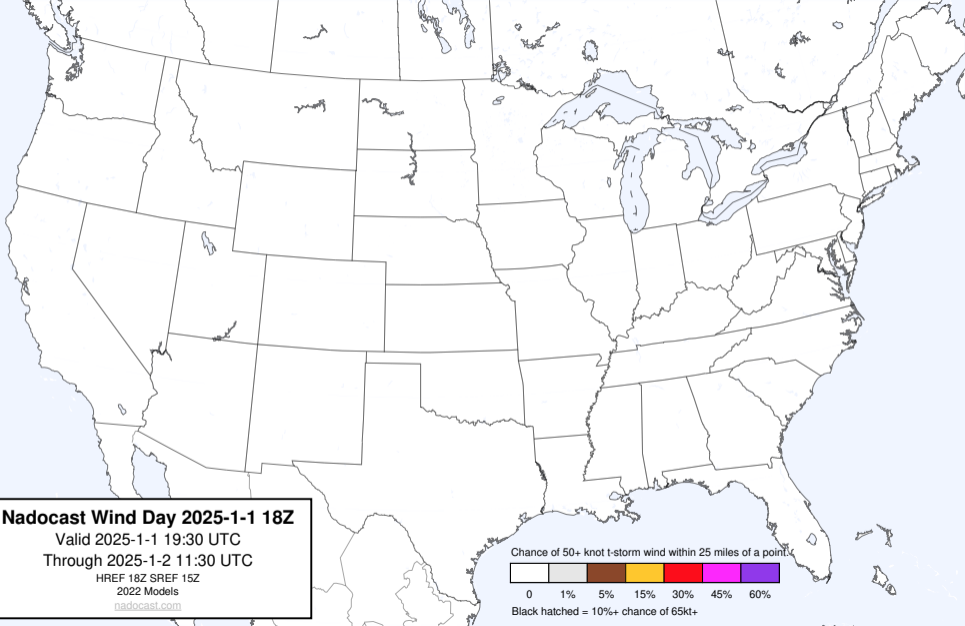 Nadocast Wind Day 2025-1-1 18Z
Valid 2025-1-1 19:30 UTC
Through 2025-1-2 11:30 UTC
HREF 18Z SREF 15Z
2022 Models
nadocast.com
Chance of 50+ knot t-storm wind within 25 miles of a point.
0 1% 5% 15% 30% 45% 60%
Black hatched = 10%+ chance of 65kt+